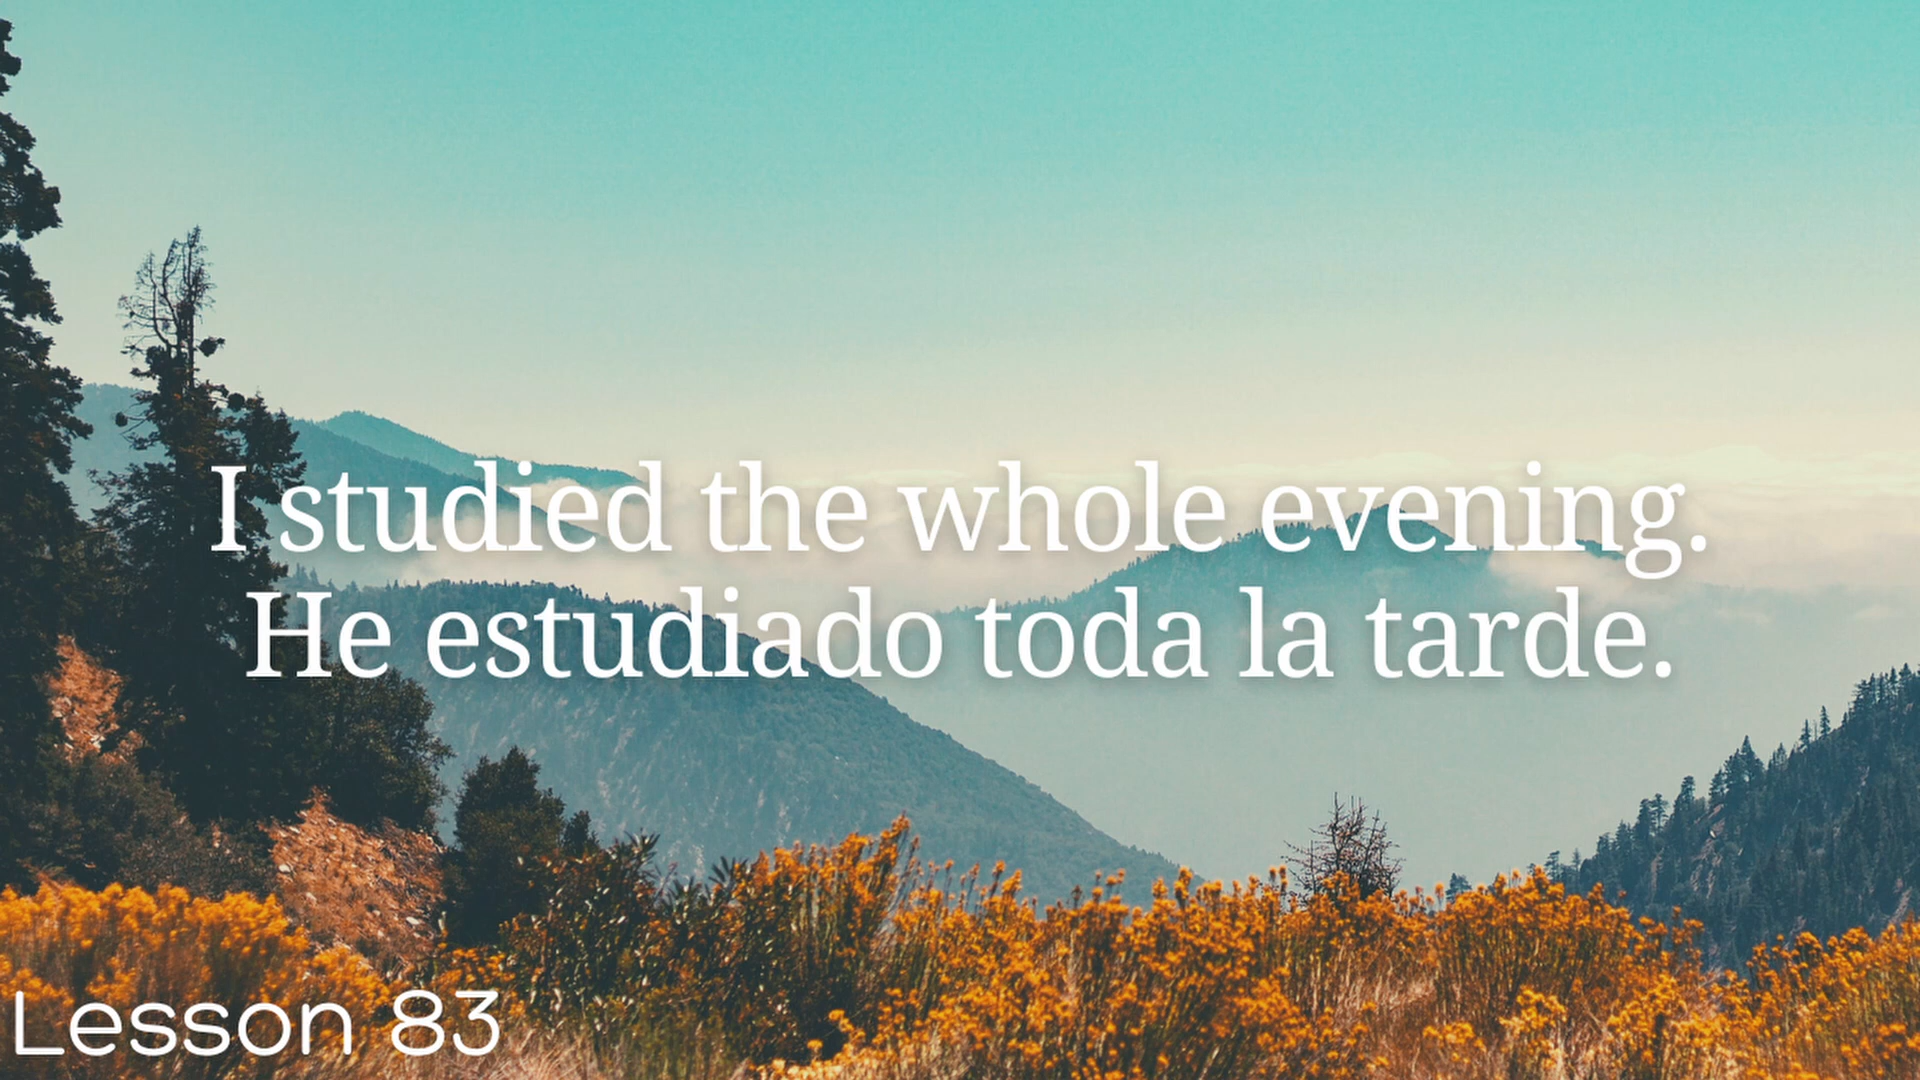 I studied the whole evening.
He estudiado toda la tarde.
Lesson 83